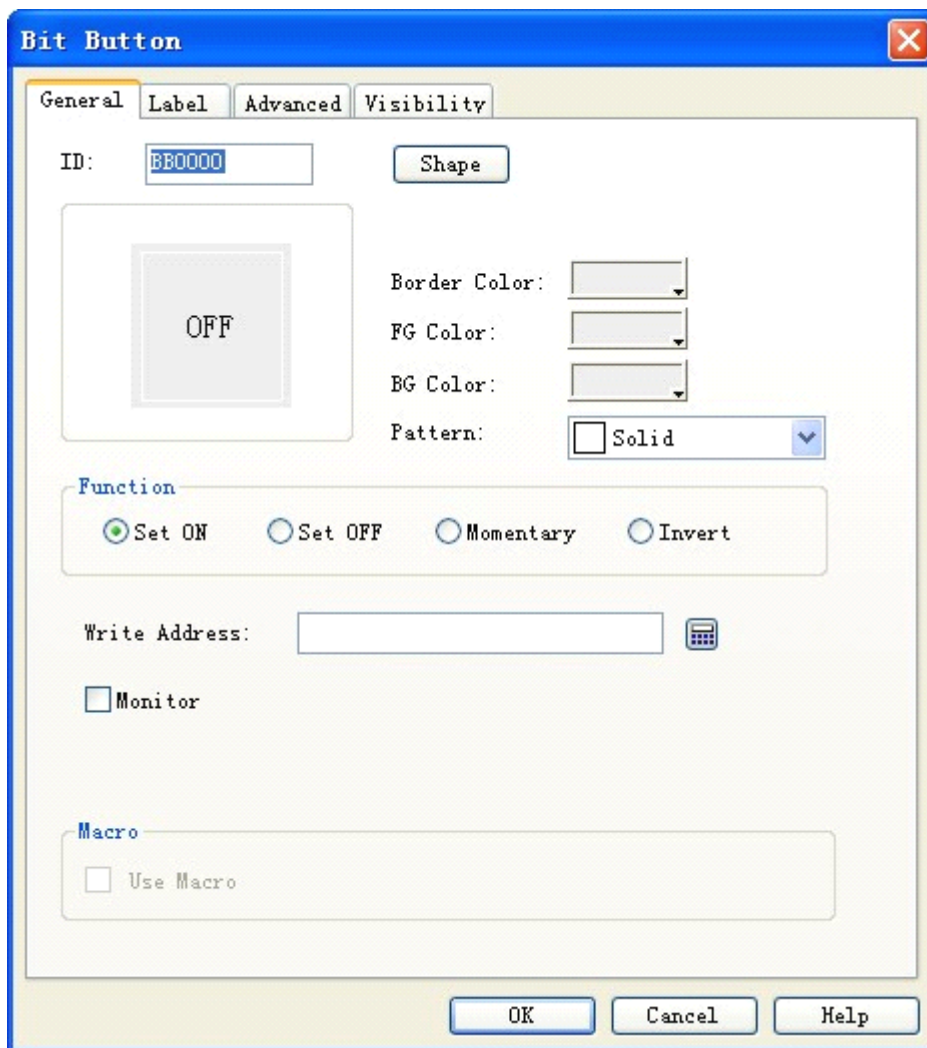 Bit Button
General Label Advanced Visibility
ID: BB0000 Shape
OFF
Border Color:
FG Color:
BG Color:
Pattern: Solid
Function
Set ON Set OFF Momentary Invert
Write Address:
Monitor
Macro
Use Macro
OK Cancel Help